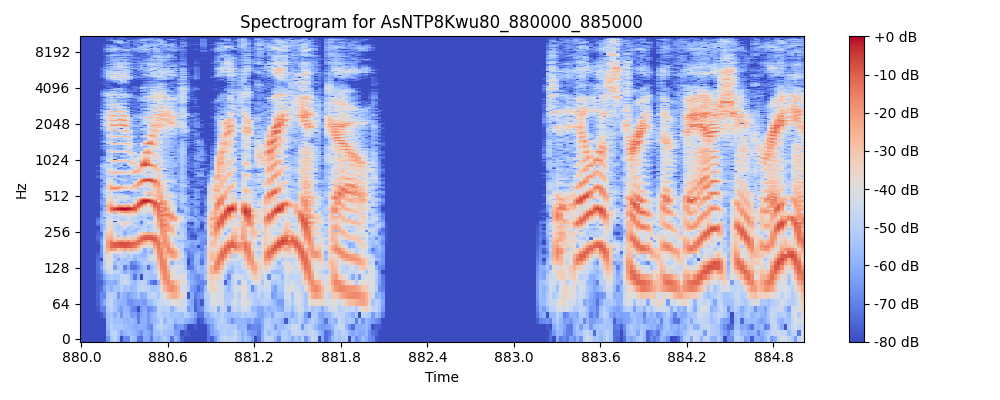 Spectrogram for AsNTP8Kwu80_880000_885000
8192
4096
2048
1024
512
256
128
64
0
Hz
880.0 880.6 881.2 881.8 882.4 883.0 883.6 884.2 884.8
Time
+0 dB
-10 dB
-20 dB
-30 dB
-40 dB
-50 dB
-60 dB
-70 dB
-80 dB